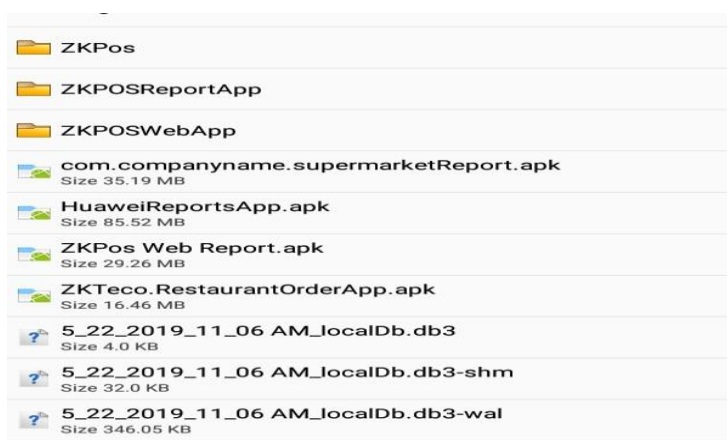 ZKPos
ZKPOSReportApp
ZKPOSWebApp
com.companyname.supermarketReport.apk
Size 35.19 MB
HuaweiReportsApp.apk
Size 85.52 MB
ZKPos Web Report.apk
Size 29.26 MB
ZKTeco.RestaurantOrderApp.apk
Size 16.46 MB
5_22_2019_11_06 AM_localDb.db3
Size 4.0 KB
5_22_2019_11_06 AM_localDb.db3-shm
Size 32.0 KB
5_22_2019_11_06 AM_localDb.db3-wal
Size 346.05 KB